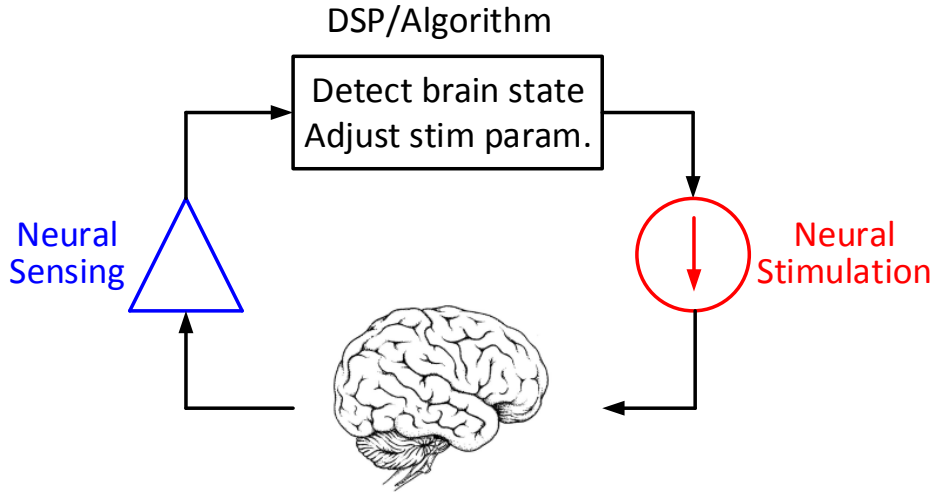 DSP/Algorithm
Detect brain state
Adjust stim param.
Neural
Sensing
Neural
Stimulation